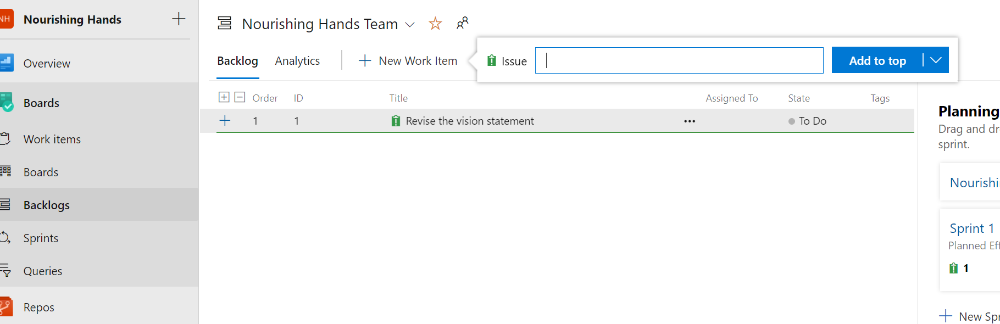 NH Nourishing Hands
Overview
Boards
Work items
Boards
Backlogs
Sprints
Queries
Repos
Nourishing Hands Team
Backlog Analytics New Work Item Issue Add to top
Order ID Title Assigned To State Tags
1 1 Revise the vision statement ... To Do
Planning
Drag and dr
sprint.
Nourishi
Sprint 1
Planned Eff
1
New Spr